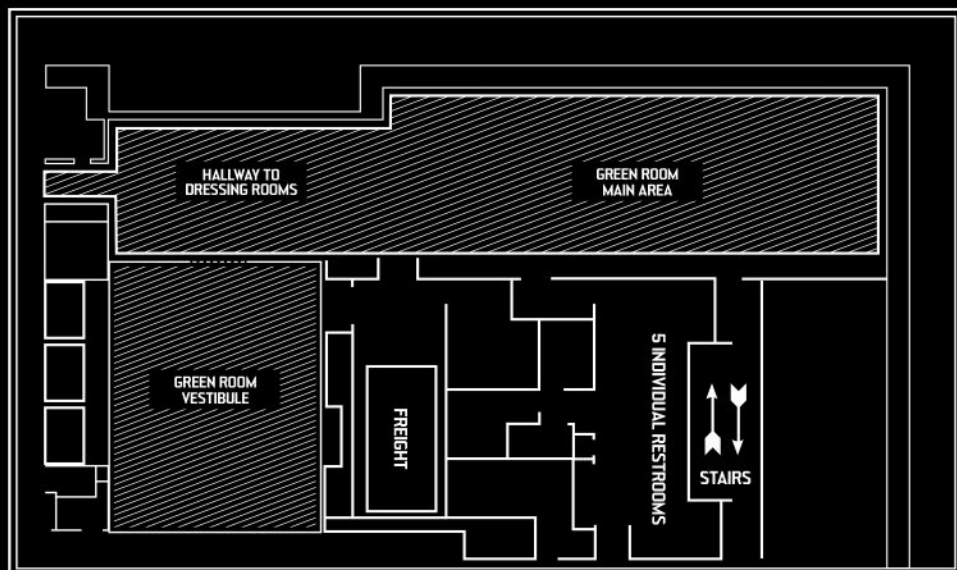 HALLWAY TO
DRESSING ROOMS
GREEN ROOM
MAIN AREA
GREEN ROOM
VESTIBULE
FREIGHT
5 INDIVIDUAL RESTROOMS
STAIRS